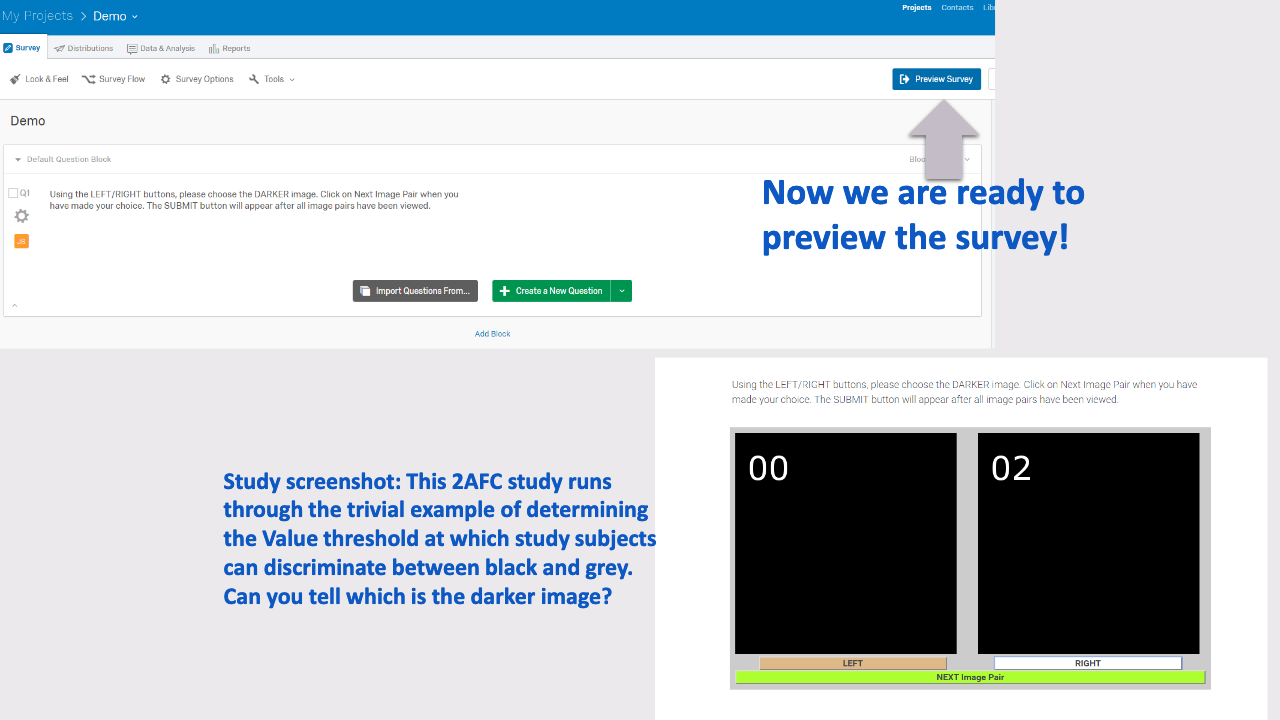 My Projects > Demo
Projects Contacts
Survey Distributions Data & Analysis Reports
Look & Feel Survey Flow Survey Options Tools
Preview Survey
Demo
Default Question Block
Q1
Using the LEFT/RIGHT buttons, please choose the DARKER image. Click on Next Image Pair when you
have made your choice. The SUBMIT button will appear after all image pairs have been viewed.
JS
Import Questions From...
Create a New Question
Add Block
Now we are ready to
preview the survey!
Study screenshot: This 2AFC study runs
through the trivial example of determining
the Value threshold at which study subjects
can discriminate between black and grey.
Can you tell which is the darker image?
Using the LEFT/RIGHT buttons, please choose the DARKER image. Click on Next Image Pair when you have
made your choice. The SUBMIT button will appear after all image pairs have been viewed.
00
02
LEFT
RIGHT
NEXT Image Pair